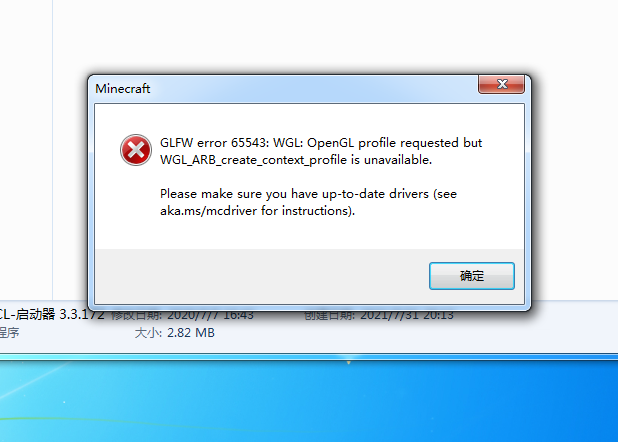 Minecraft
GLFW error 65543: WGL: OpenGL profile requested but
WGL_ARB_create_context_profile is unavailable.
Please make sure you have up-to-date drivers (see
aka.ms/mcdriver for instructions).
确定
CL-启动器 3.3.172 修改日期: 2020/7/7 16:43 创建日期: 2021/7/31 20:13
程序 大小: 2.82 MB